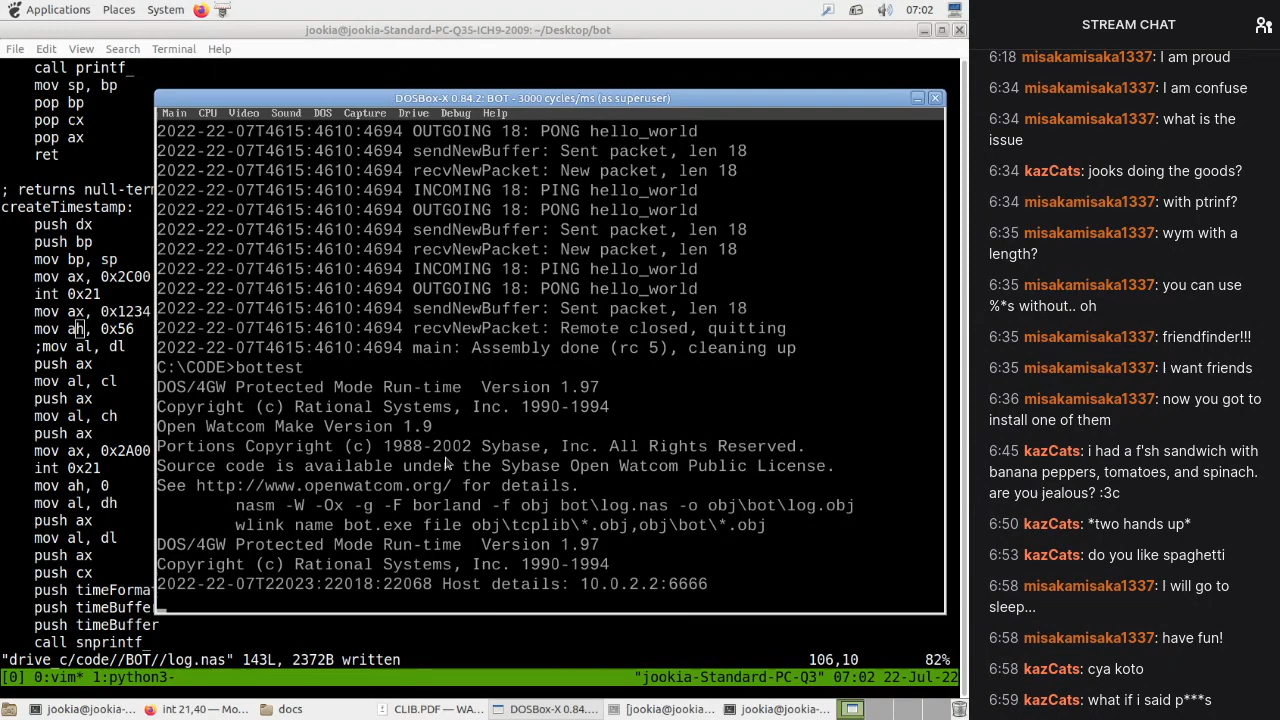 Applications Places System 07:02
jookia@jookia-Standard-PC-Q35-ICH9-2009: ~/Desktop/bot
File Edit View Search Terminal Help
call printf_
mov sp, bp
pop bp
pop cx
pop ax
ret
; returns null-term
createTimestamp:
push dx
push bp
mov bp, sp
mov ax, 0x2C00
int 0x21
mov ax, 0x1234
mov ah, 0x56
;mov al, dl
push ax
mov al, cl
push ax
mov al, ch
push ax
mov ax, 0x2A00
int 0x21
mov ah, 0
mov al, dh
push ax
mov al, dl
push ax
push cx
push timeForma
push timeBuffe
push timeBuffer
call snprintf_
"drive_c/code//BOT//log.nas" 143L, 2372B written 106,10 82%
[0] 0:vim* 1:python3- "jookia-Standard-PC-Q3" 07:02 22-Jul-22
DOSBox-X 0.84.2: BOT - 3000 cycles/ms (as superuser)
Main CPU Video Sound DOS Capture Drive Debug Help
2022-22-07T4615:4610:4694 OUTGOING 18: PONG hello_world
2022-22-07T4615:4610:4694 sendNewBuffer: Sent packet, len 18
2022-22-07T4615:4610:4694 recvNewPacket: New packet, len 18
2022-22-07T4615:4610:4694 INCOMING 18: PING hello_world
2022-22-07T4615:4610:4694 OUTGOING 18: PONG hello_world
2022-22-07T4615:4610:4694 sendNewBuffer: Sent packet, len 18
2022-22-07T4615:4610:4694 recvNewPacket: New packet, len 18
2022-22-07T4615:4610:4694 INCOMING 18: PING hello_world
2022-22-07T4615:4610:4694 OUTGOING 18: PONG hello_world
2022-22-07T4615:4610:4694 sendNewBuffer: Sent packet, len 18
2022-22-07T4615:4610:4694 recvNewPacket: Remote closed, quitting
2022-22-07T4615:4610:4694 main: Assembly done (rc 5), cleaning up
C:\CODE>bottest
DOS/4GW Protected Mode Run-time Version 1.97
Copyright (c) Rational Systems, Inc. 1990-1994
Open Watcom Make Version 1.9
Portions Copyright (c) 1988-2002 Sybase, Inc. All Rights Reserved.
Source code is available under the Sybase Open Watcom Public License.
See http://www.openwatcom.org/ for details.
nasm -W -Ox -g -F borland -f obj bot\log.nas -o obj\bot\log.obj
wlink name bot.exe file obj\tcplib\*.obj,obj\bot\*.obj
DOS/4GW Protected Mode Run-time Version 1.97
Copyright (c) Rational Systems, Inc. 1990-1994
2022-22-07T22023:22018:22068 Host details: 10.0.2.2:6666
jookia@jookia-... int 21,40 — Mo... docs CLIB.PDF — WA... DOSBox-X 0.84.... [jookia@jookia-... jookia@jookia-...
STREAM CHAT
6:18 misakamisaka1337: I am proud
6:34 misakamisaka1337: I am confuse
6:34 misakamisaka1337: what is the
issue
6:34 kazCats: jooks doing the goods?
6:34 kazCats: with ptrinf?
6:35 misakamisaka1337: wym with a
length?
6:35 misakamisaka1337: you can use
%*s without.. oh
6:35 misakamisaka1337: friendfinder!!!
6:35 misakamisaka1337: I want friends
6:36 misakamisaka1337: now you got to
install one of them
6:45 kazCats: i had a f'sh sandwich with
banana peppers, tomatoes, and spinach.
are you jealous? :3c
6:50 kazCats: *two hands up*
6:53 kazCats: do you like spaghetti
6:58 misakamisaka1337: I will go to
sleep...
6:58 misakamisaka1337: have fun!
6:58 kazCats: cya koto
6:59 kazCats: what if i said p***s